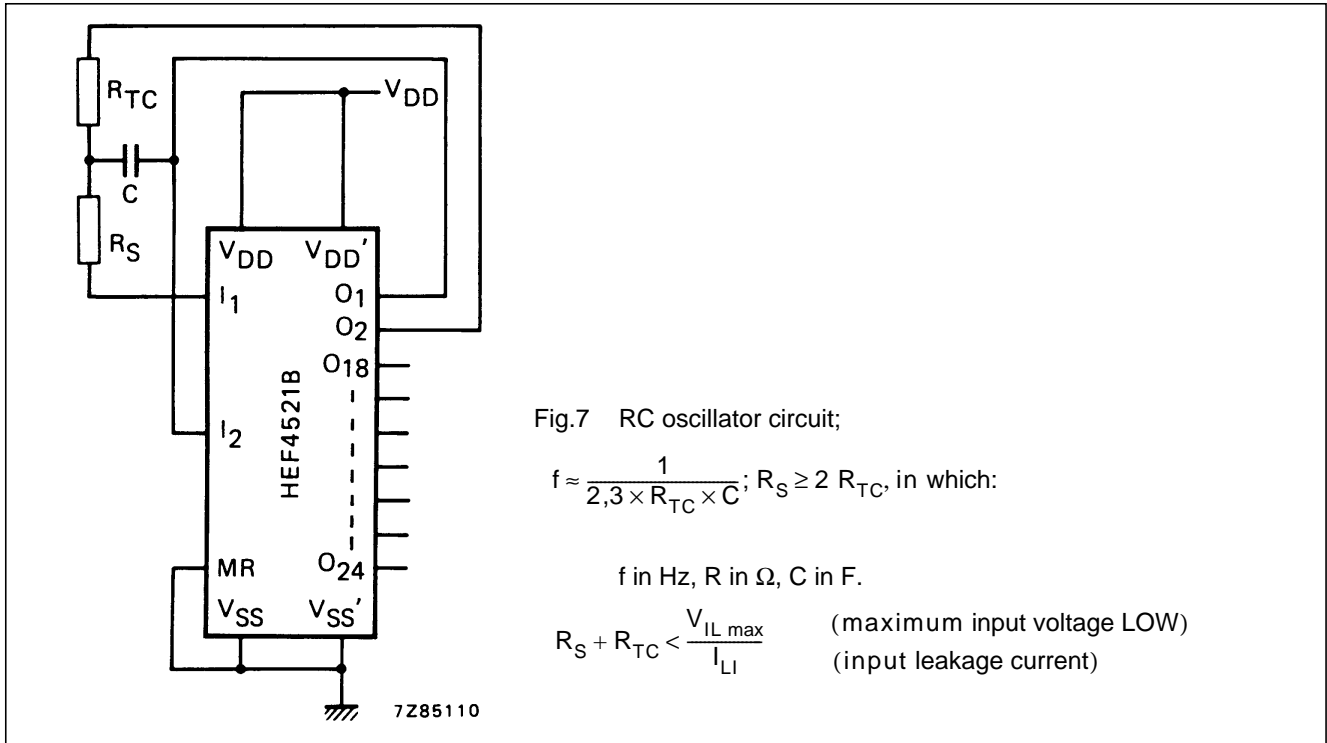 R_TC
V_DD
C
R_S
V_DD V_DD'
I_1 O_1
O_2
O_18
HEF4521B
I_2
MR O_24
V_SS V_SS'
7Z85110
Fig.7 RC oscillator circuit;
f ≈ 1 / (2,3 × R_TC × C); R_S ≥ 2 R_TC, in which:
f in Hz, R in Ω, C in F.
R_S + R_TC < V_IL max / I_LI (maximum input voltage LOW)
(input leakage current)